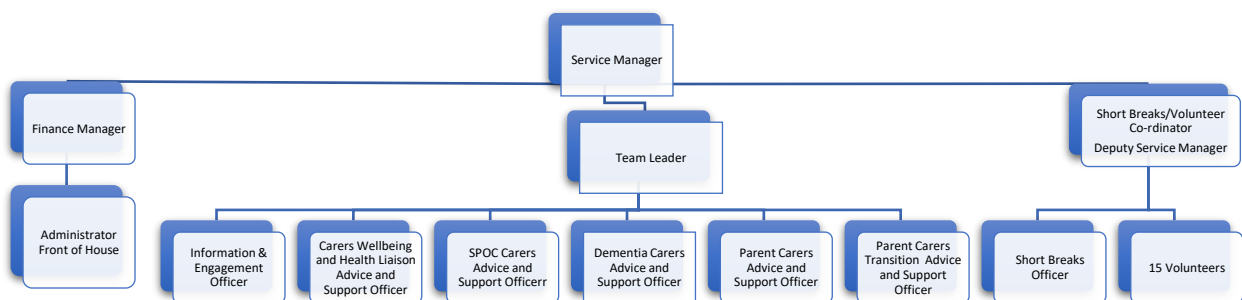 Service Manager
Finance Manager
Short Breaks/Volunteer
Co-rdinator
Deputy Service Manager
Team Leader
Administrator
Front of House
Information &
Engagement
Officer
Carers Wellbeing
and Health Liaison
Advice and
Support Officer
SPOC Carers
Advice and
Support Officerr
Dementia Carers
Advice and
Support Officer
Parent Carers
Advice and
Support Officer
Parent Carers
Transition Advice
and Support
Officer
Short Breaks
Officer
15 Volunteers